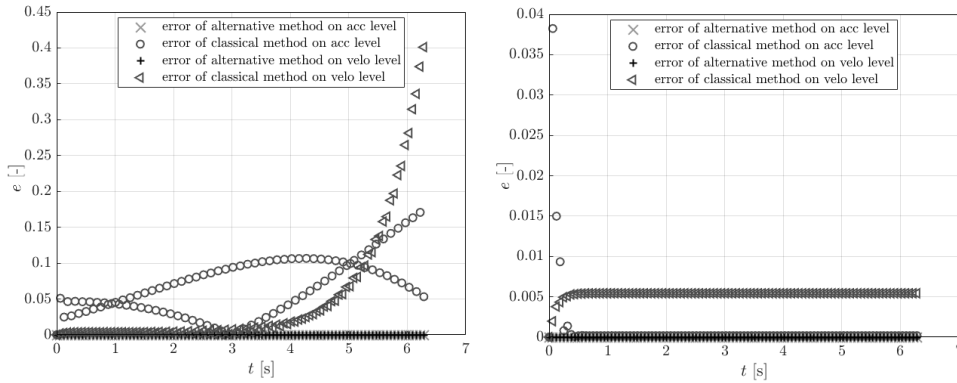 0.45
0.4
0.35
0.3
0.25
0.2
0.15
0.1
0.05
0
e [-]
error of alternative method on acc level
error of classical method on acc level
error of alternative method on velo level
error of classical method on velo level
0 1 2 3 4 5 6 7
t [s]
0.04
0.035
0.03
0.025
0.02
0.015
0.01
0.005
0
e [-]
error of alternative method on acc level
error of classical method on acc level
error of alternative method on velo level
error of classical method on velo level
0 1 2 3 4 5 6 7
t [s]